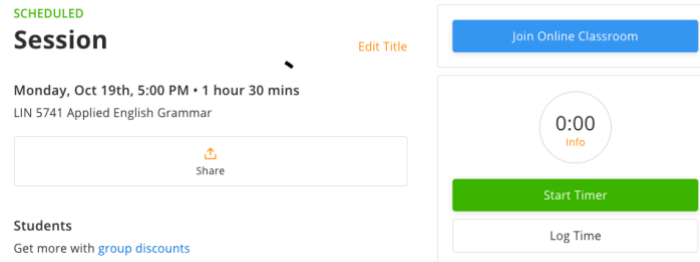 SCHEDULED
Session
Edit Title
Monday, Oct 19th, 5:00 PM • 1 hour 30 mins
LIN 5741 Applied English Grammar
Share
Students
Get more with group discounts
Join Online Classroom
0:00
Info
Start Timer
Log Time